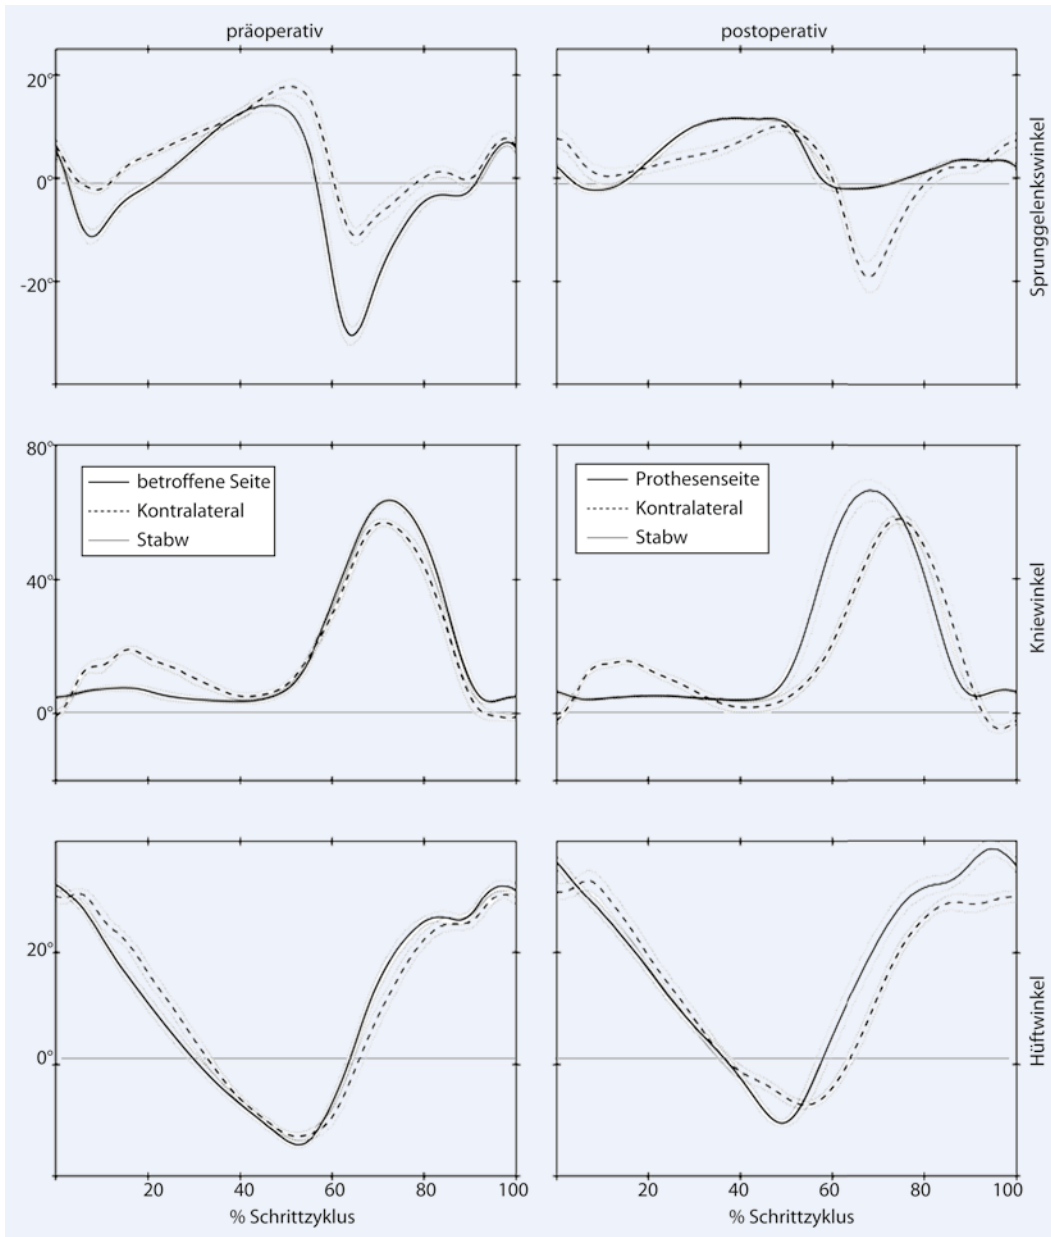 präoperativ
postoperativ
20°
0°
-20°
Sprunggelenkswinkel
80°
40°
0°
betroffene Seite
Kontralateral
Stabw
Prothesenseite
Kontralateral
Stabw
Kniewinkel
20°
0°
Hüftwinkel
20 40 60 80 100
20 40 60 80 100
% Schrittzyklus
% Schrittzyklus